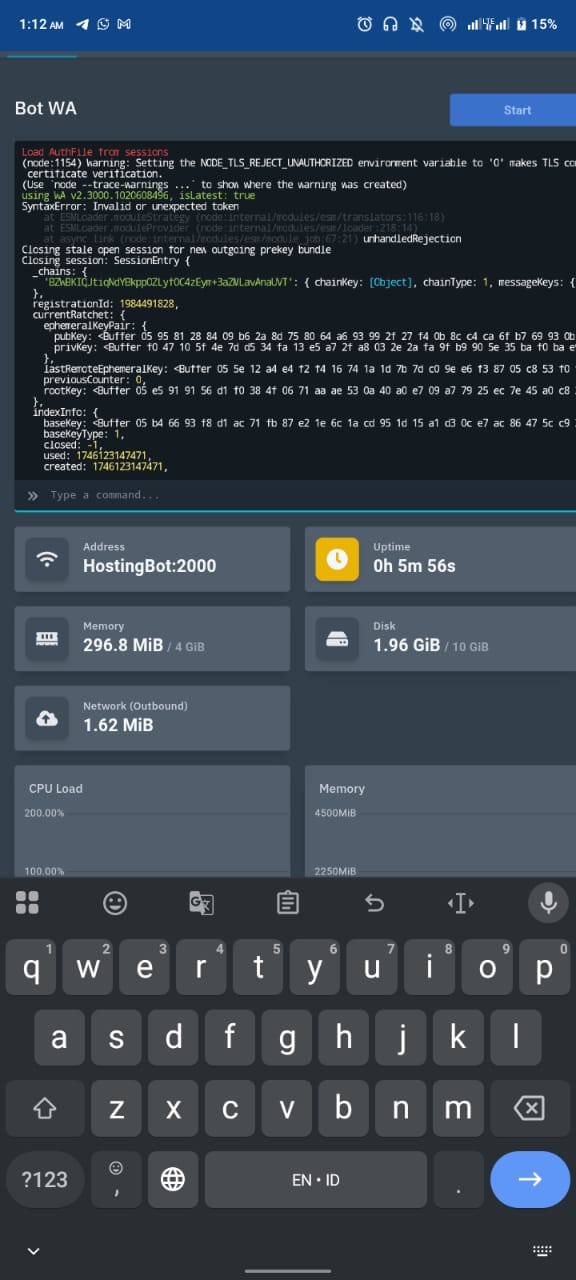 1:12 AM
15%
Bot WA
Start
Load AuthFile from sessions
(node:1154) Warning: Setting the NODE_TLS_REJECT_UNAUTHORIZED environment variable to '0' makes TLS co
certificate verification.
(Use `node --trace-warnings ...` to show where the warning was created)
using WA v2.3000.1020608496, isLatest: true
SyntaxError: Invalid or unexpected token
at ESMLoader.moduleStrategy (node:internal/modules/esm/translators:116:18)
at ESMLoader.moduleProvider (node:internal/modules/esm/loader:218:14)
at async link (node:internal/modules/esm/module_job:67:21) unhandledRejection
Closing stale open session for new outgoing prekey bundle
Closing session: SessionEntry {
_chains: {
'BZWBKIQJtiqNdYBkppOZLyfOC4zEym+3aZWLavAnaUVT': { chainKey: [Object], chainType: 1, messageKeys: {
},
registrationId: 1984491828,
currentRatchet: {
ephemeralKeyPair: {
pubKey: <Buffer 05 95 81 28 84 09 b6 2a 8d 75 80 64 a6 93 99 2f 27 f4 0b 8c c4 ca 6f b7 69 93 0b
privKey: <Buffer f0 47 10 5f 4e 7d d5 34 fa 13 e5 a7 2f a8 03 2e 2a fa 9f b9 90 5e 35 ba f0 ba
},
lastRemoteEphemeralKey: <Buffer 05 5e 12 a4 e4 f2 f4 16 74 1a 1d 7b 7d c0 9e e6 f3 87 05 c8 53 f0
previousCounter: 0,
rootKey: <Buffer 05 e5 91 91 56 d1 f0 38 4f 06 71 aa ae 53 0a 40 a0 e7 09 a7 79 25 ec 7e 45 a0 c8
},
indexInfo: {
baseKey: <Buffer 05 b4 66 93 f8 d1 ac 71 fb 87 e2 1e 6c 1a cd 95 1d 15 a1 d3 0c e7 ac 86 47 5c c9
baseKeyType: 1,
closed: -1,
used: 1746123147471,
created: 1746123147471,
Type a command...
Address
HostingBot:2000
Uptime
0h 5m 56s
Memory
296.8 MiB / 4 GiB
Disk
1.96 GiB / 10 GiB
Network (Outbound)
1.62 MiB
CPU Load
200.00%
100.00%
Memory
4500MiB
2250MiB
q1 w2 e3 r4 t5 y6 u7 i8 o9 p0
a s d f g h j k l
z x c v b n m
?123 , EN • ID .